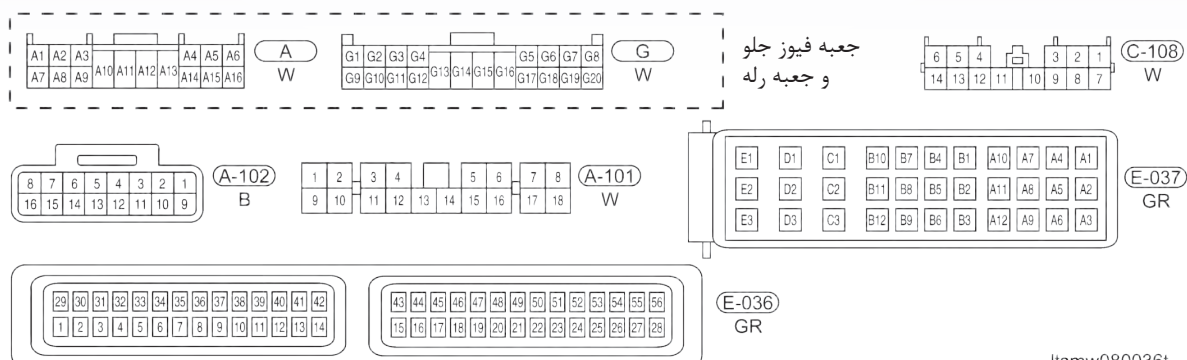 A1 A2 A3 A4 A5 A6
A7 A8 A9 A10 A11 A12 A13 A14 A15 A16
A
W
G1 G2 G3 G4 G5 G6 G7 G8
G9 G10 G11 G12 G13 G14 G15 G16 G17 G18 G19 G20
G
W
جعبه فیوز جلو
و جعبه رله
6 5 4 3 2 1
14 13 12 11 10 9 8 7
C-108
W
8 7 6 5 4 3 2 1
16 15 14 13 12 11 10 9
A-102
B
1 2 3 4 5 6 7 8
9 10 11 12 13 14 15 16 17 18
A-101
W
E1 D1 C1 B10 B7 B4 B1 A10 A7 A4 A1
E2 D2 C2 B11 B8 B5 B2 A11 A8 A5 A2
E3 D3 C3 B12 B9 B6 B3 A12 A9 A6 A3
E-037
GR
29 30 31 32 33 34 35 36 37 38 39 40 41 42
1 2 3 4 5 6 7 8 9 10 11 12 13 14
43 44 45 46 47 48 49 50 51 52 53 54 55 56
15 16 17 18 19 20 21 22 23 24 25 26 27 28
E-036
GR